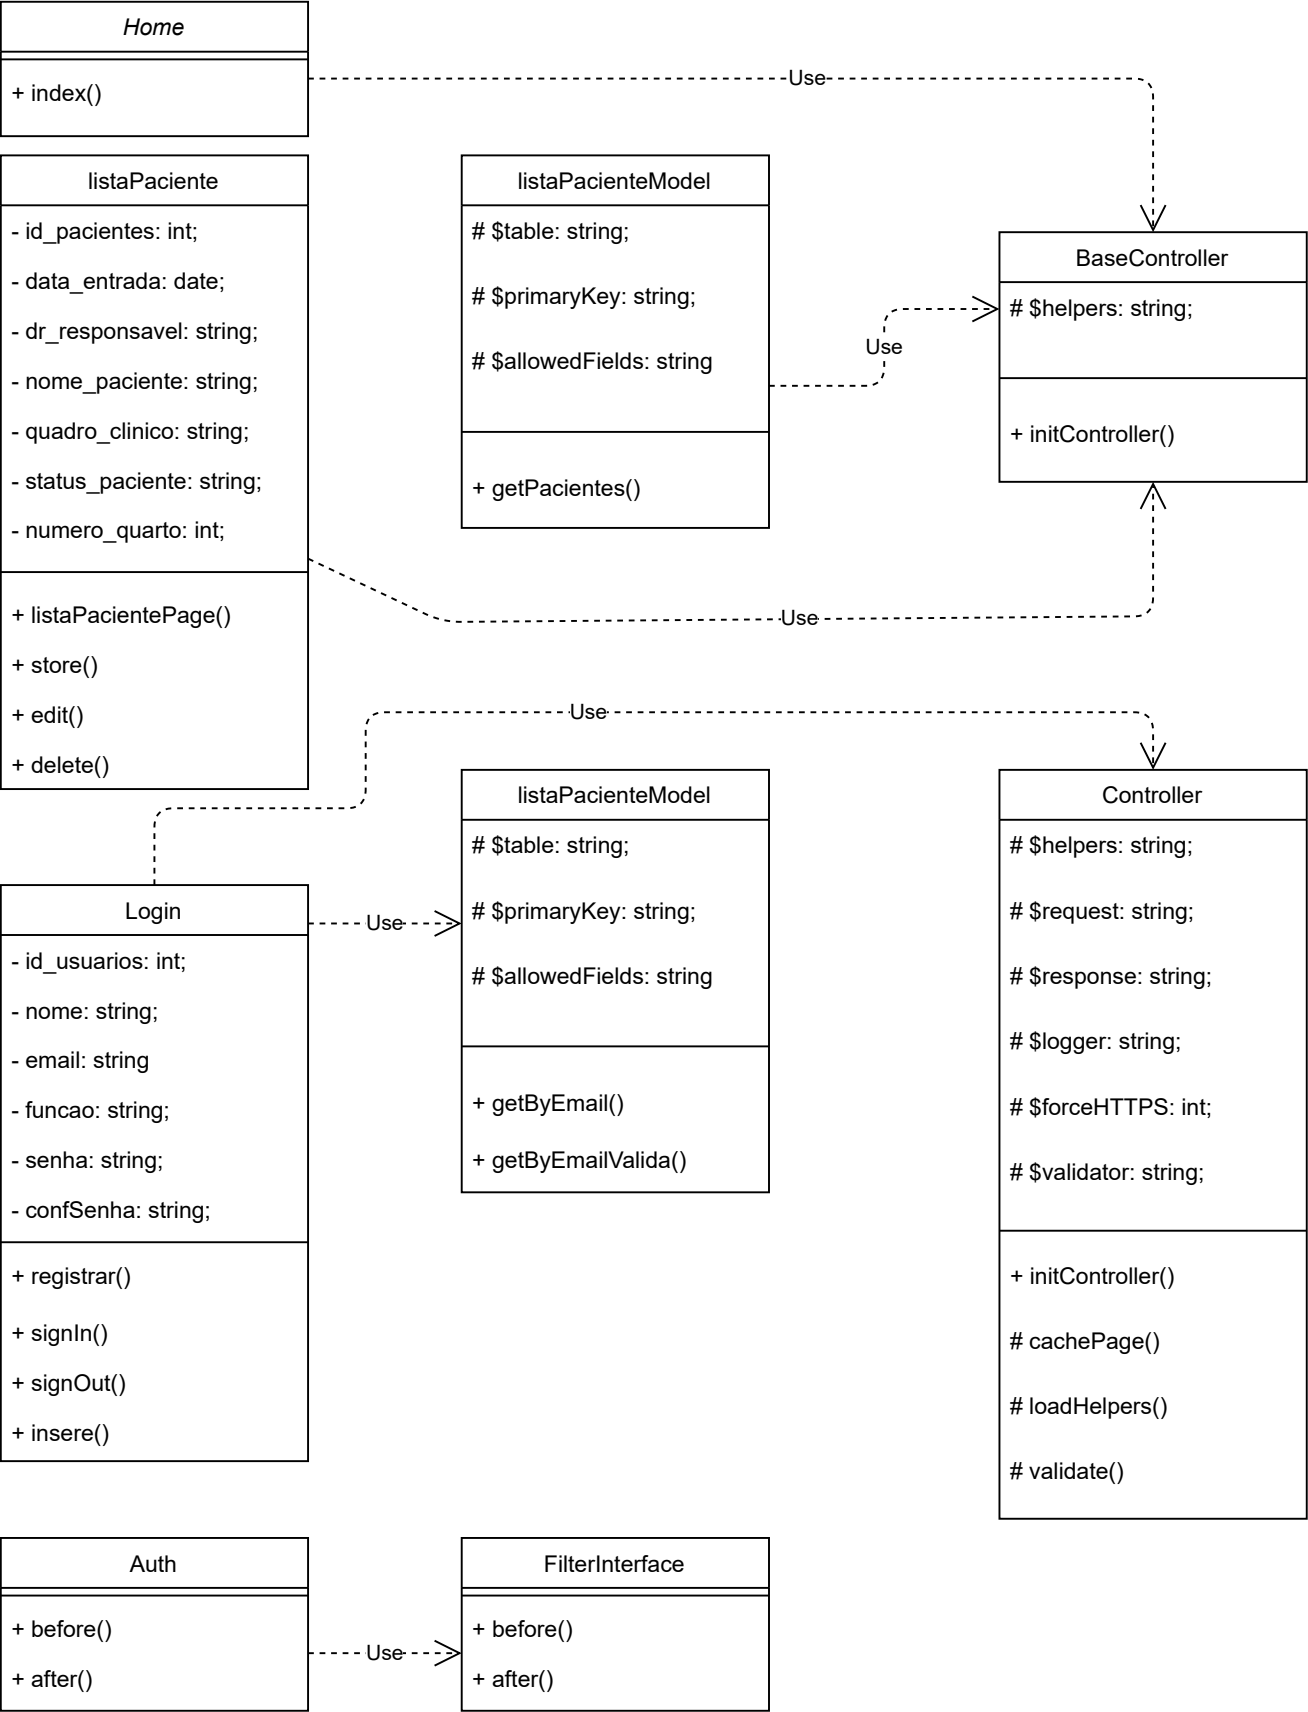 Home
+ index()
Use
listaPaciente
- id_pacientes: int;
- data_entrada: date;
- dr_responsavel: string;
- nome_paciente: string;
- quadro_clinico: string;
- status_paciente: string;
- numero_quarto: int;
+ listaPacientePage()
+ store()
+ edit()
+ delete()
listaPacienteModel
# $table: string;
# $primaryKey: string;
# $allowedFields: string
+ getPacientes()
Use
BaseController
# $helpers: string;
+ initController()
Use
Use
Login
- id_usuarios: int;
- nome: string;
- email: string
- funcao: string;
- senha: string;
- confSenha: string;
+ registrar()
+ signIn()
+ signOut()
+ insere()
Use
listaPacienteModel
# $table: string;
# $primaryKey: string;
# $allowedFields: string
+ getByEmail()
+ getByEmailValida()
Controller
# $helpers: string;
# $request: string;
# $response: string;
# $logger: string;
# $forceHTTPS: int;
# $validator: string;
+ initController()
# cachePage()
# loadHelpers()
# validate()
Auth
+ before()
+ after()
Use
FilterInterface
+ before()
+ after()